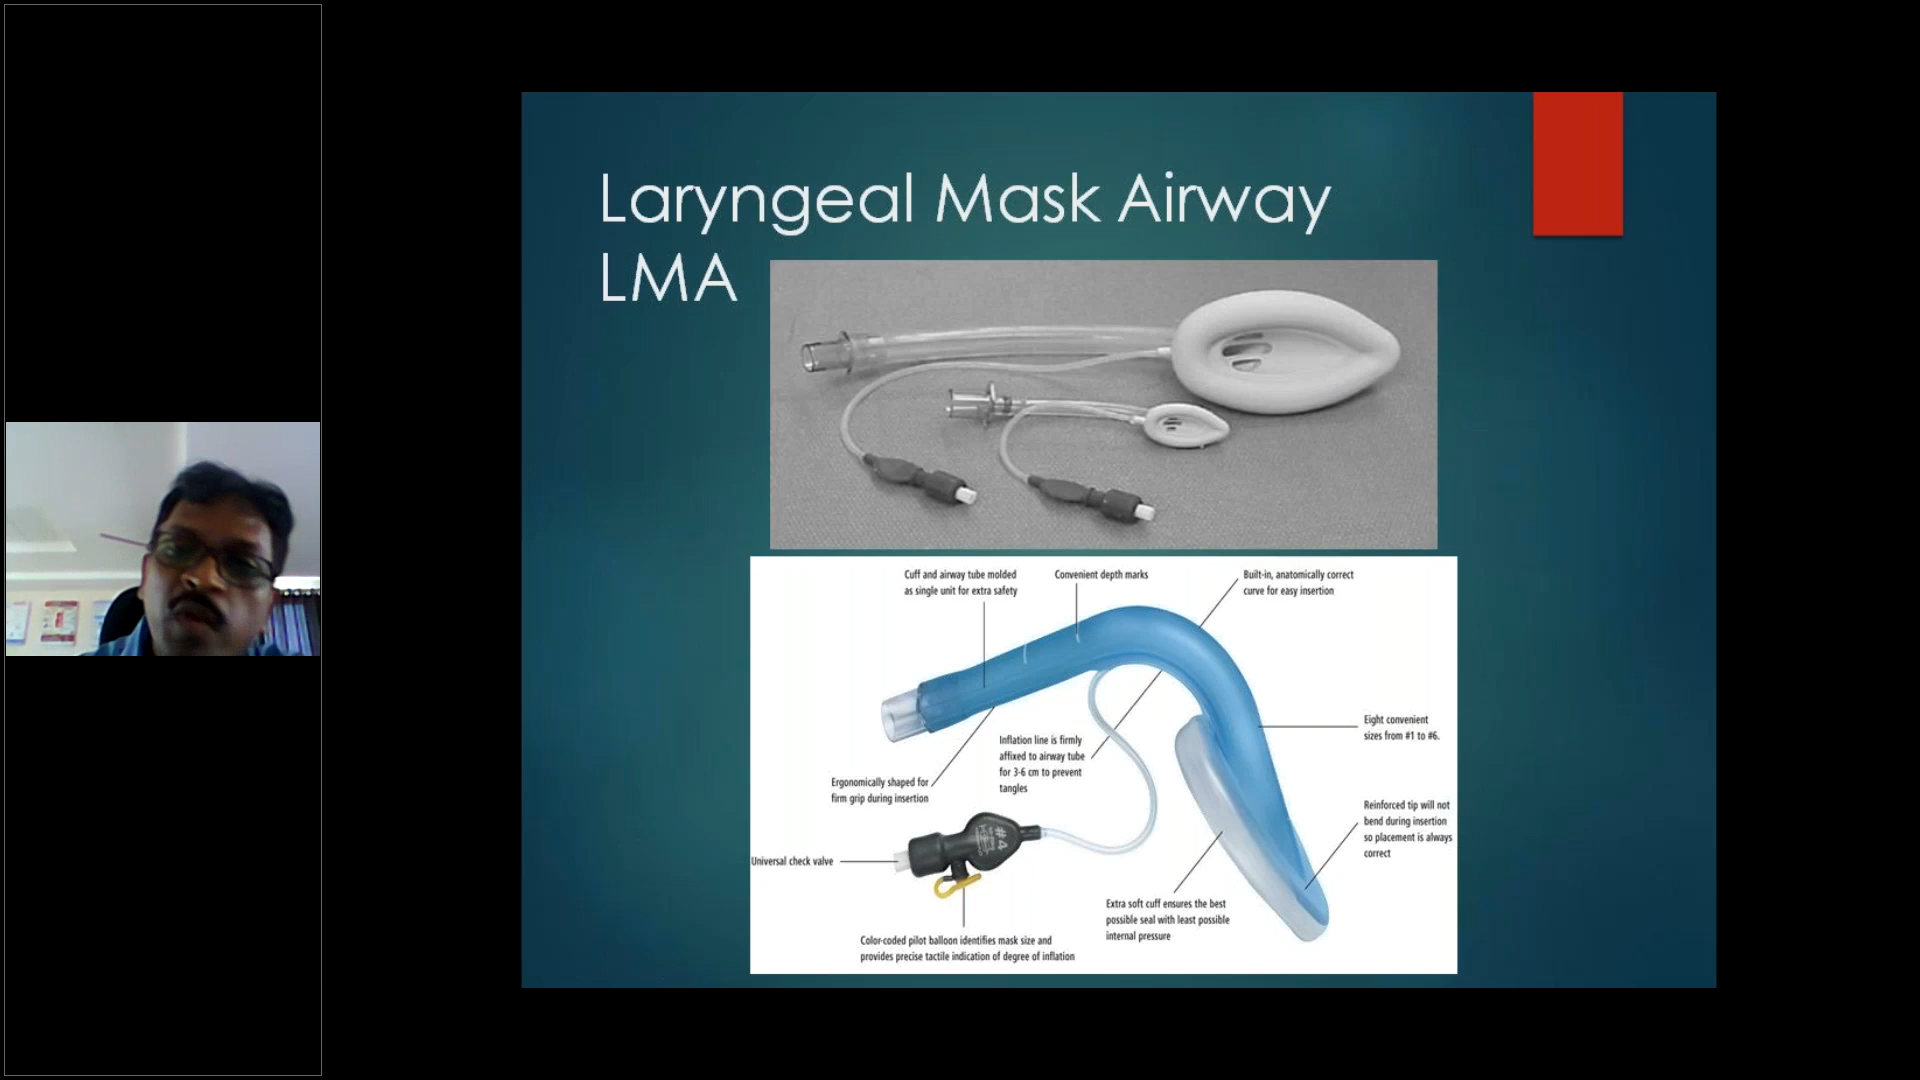 Laryngeal Mask Airway
LMA
Cuff and airway tube molded
as single unit for extra safety
Convenient depth marks
Built-in, anatomically correct
curve for easy insertion
Eight convenient
sizes from #1 to #6.
Inflation line is firmly
affixed to airway tube
for 3-6 cm to prevent
tangles
Ergonomically shaped for
firm grip during insertion
Reinforced tip will not
bend during insertion
so placement is always
correct
#4
Universal check valve
Extra soft cuff ensures the best
possible seal with least possible
internal pressure
Color-coded pilot balloon identifies mask size and
provides precise tactile indication of degree of inflation